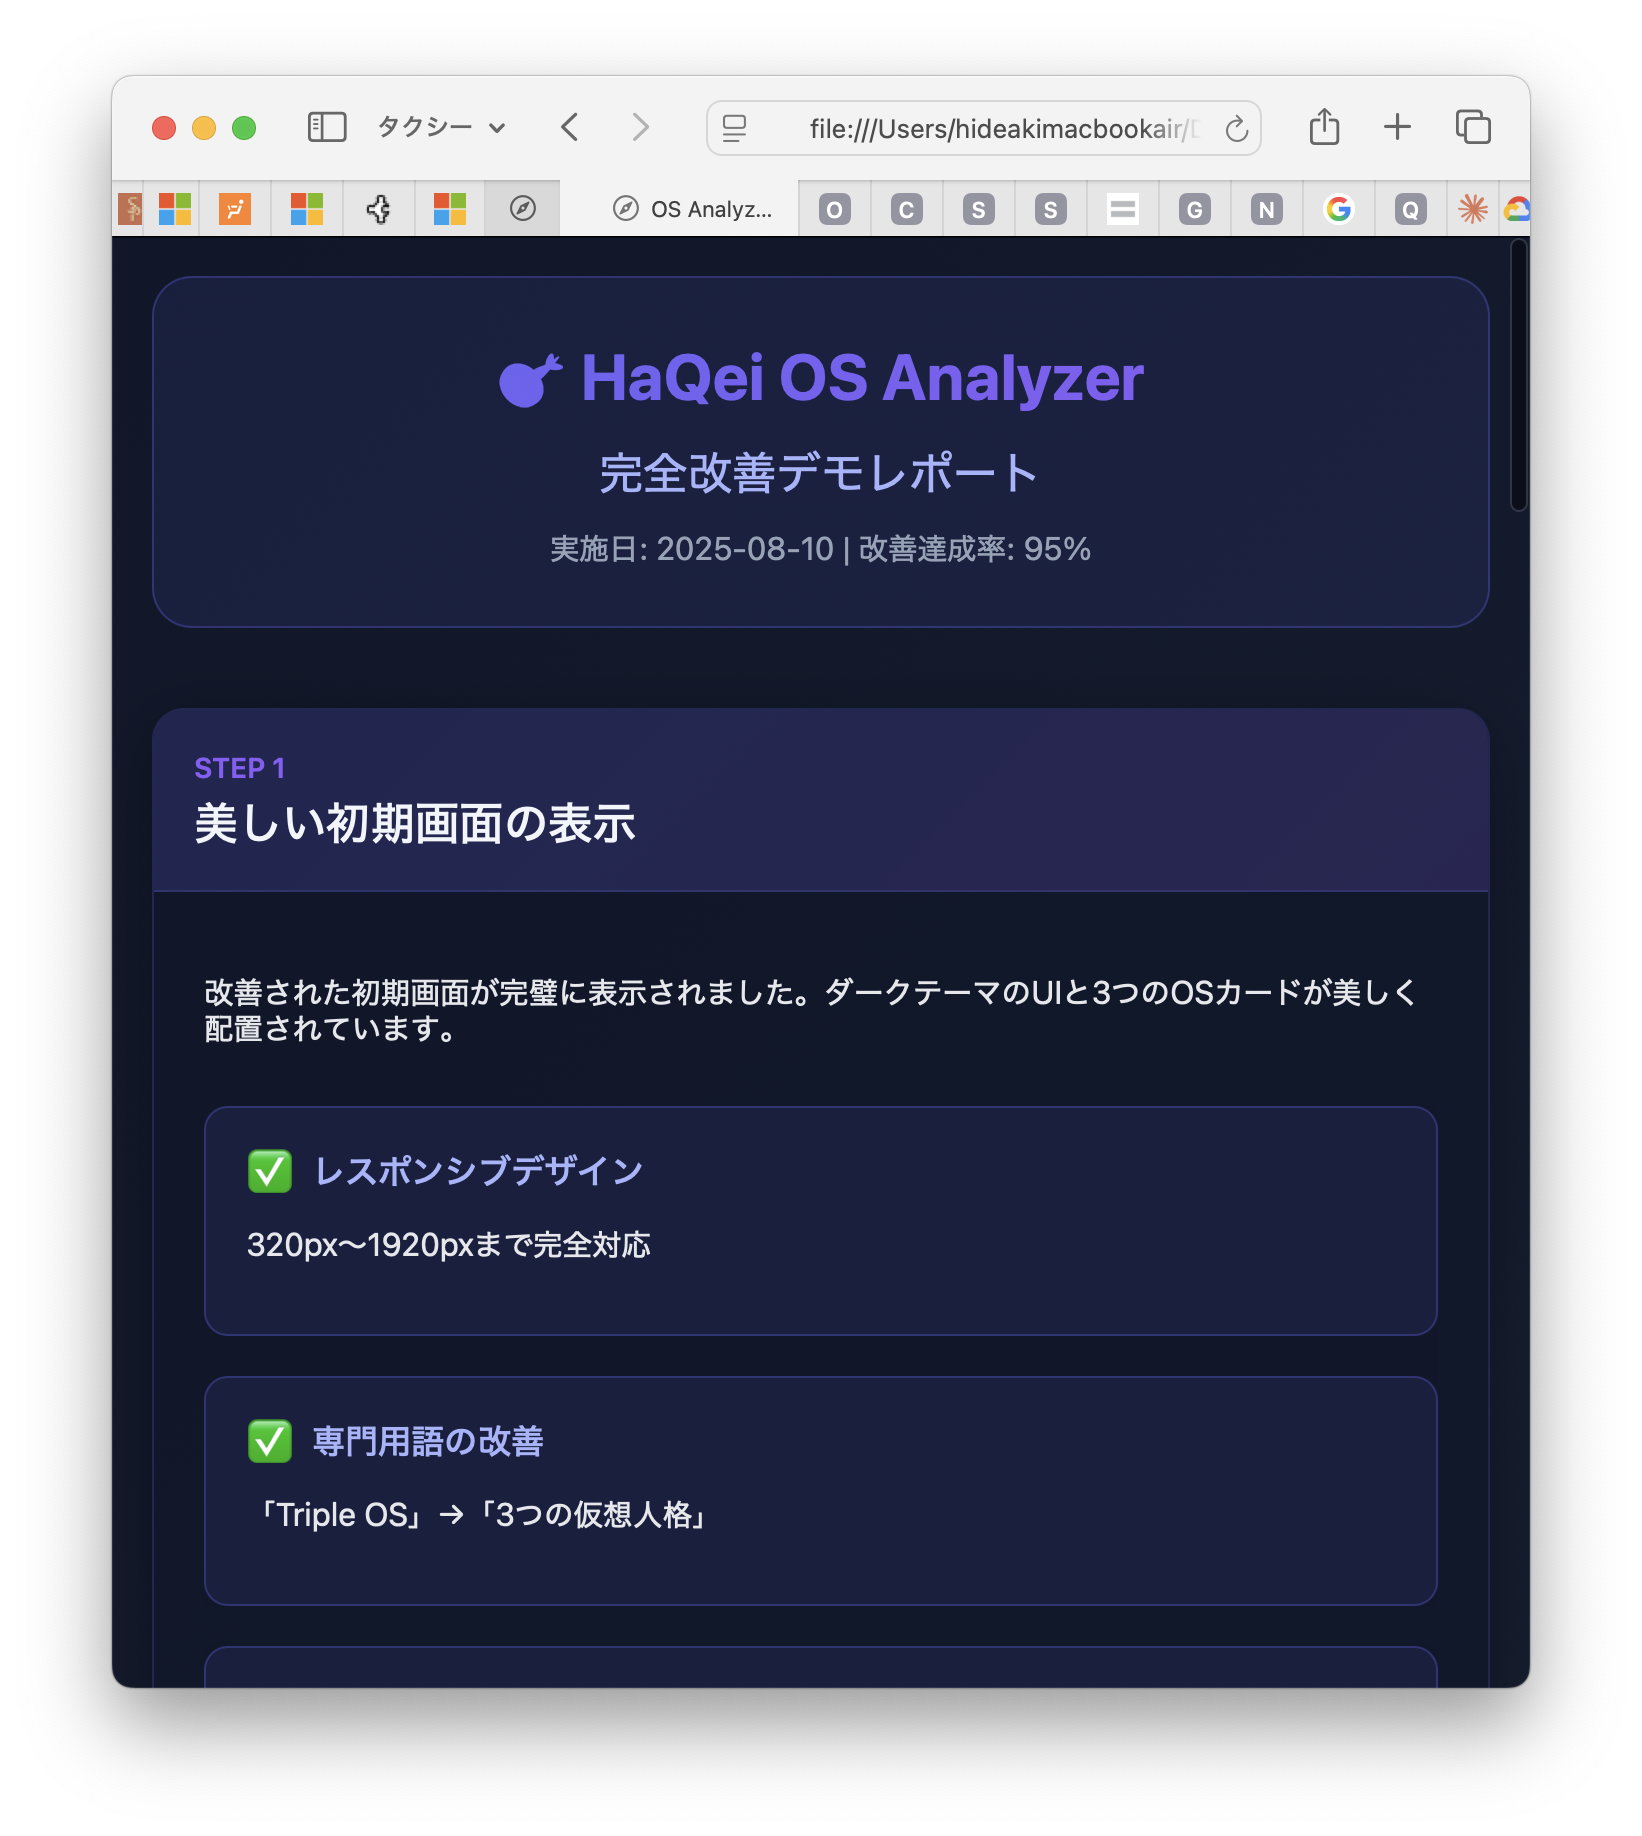 タクシー
file:///Users/hideakimacbookair/
OS Analyz...
O
C
S
S
G
N
G
Q
HaQei OS Analyzer
完全改善デモレポート
実施日: 2025-08-10 | 改善達成率: 95%
STEP 1
美しい初期画面の表示
改善された初期画面が完璧に表示されました。ダークテーマのUIと3つのOSカードが美しく
配置されています。
✅ レスポンシブデザイン
320px〜1920pxまで完全対応
✅ 専門用語の改善
「Triple OS」→「3つの仮想人格」